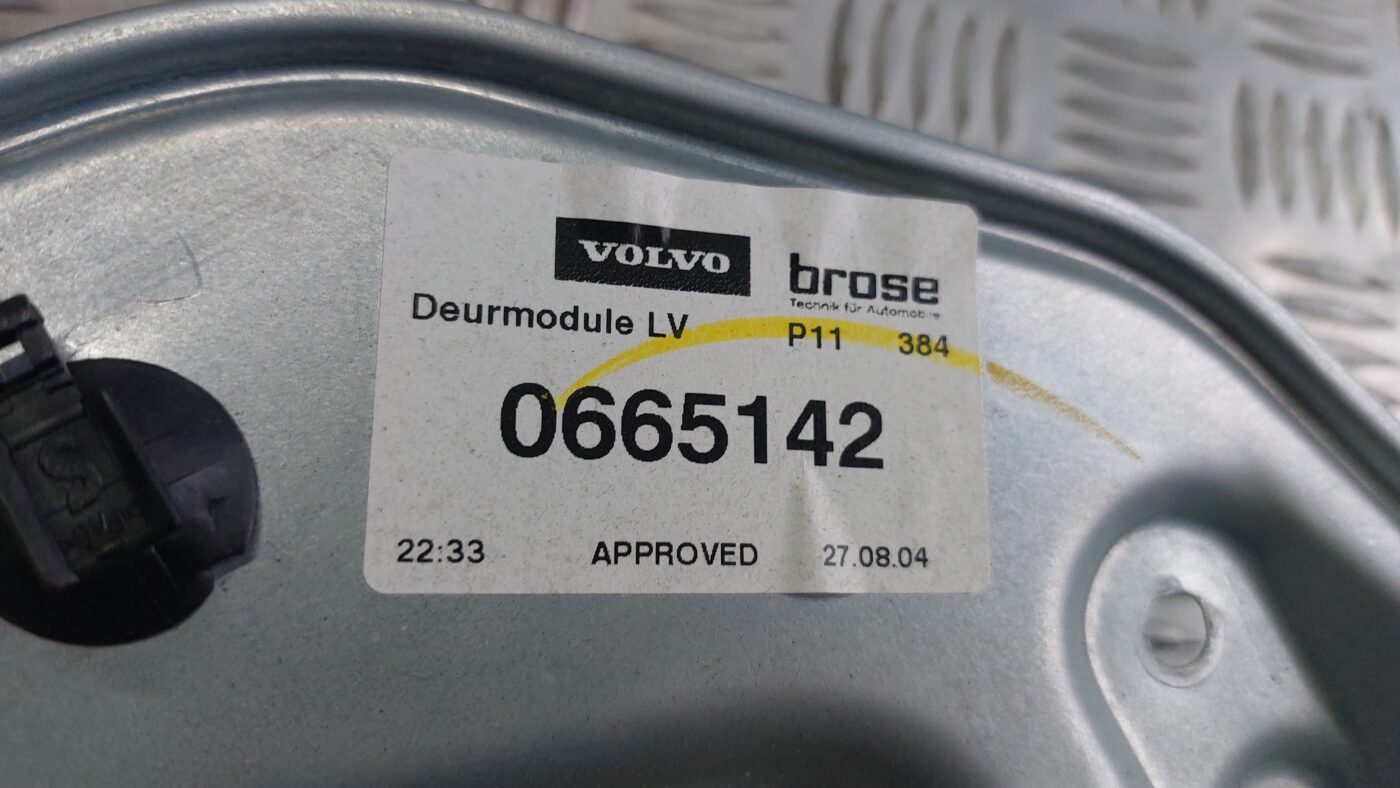 VOLVO
brose
Technik für Automobile
Deurmodule LV
P11 384
0665142
22:33 APPROVED 27.08.04